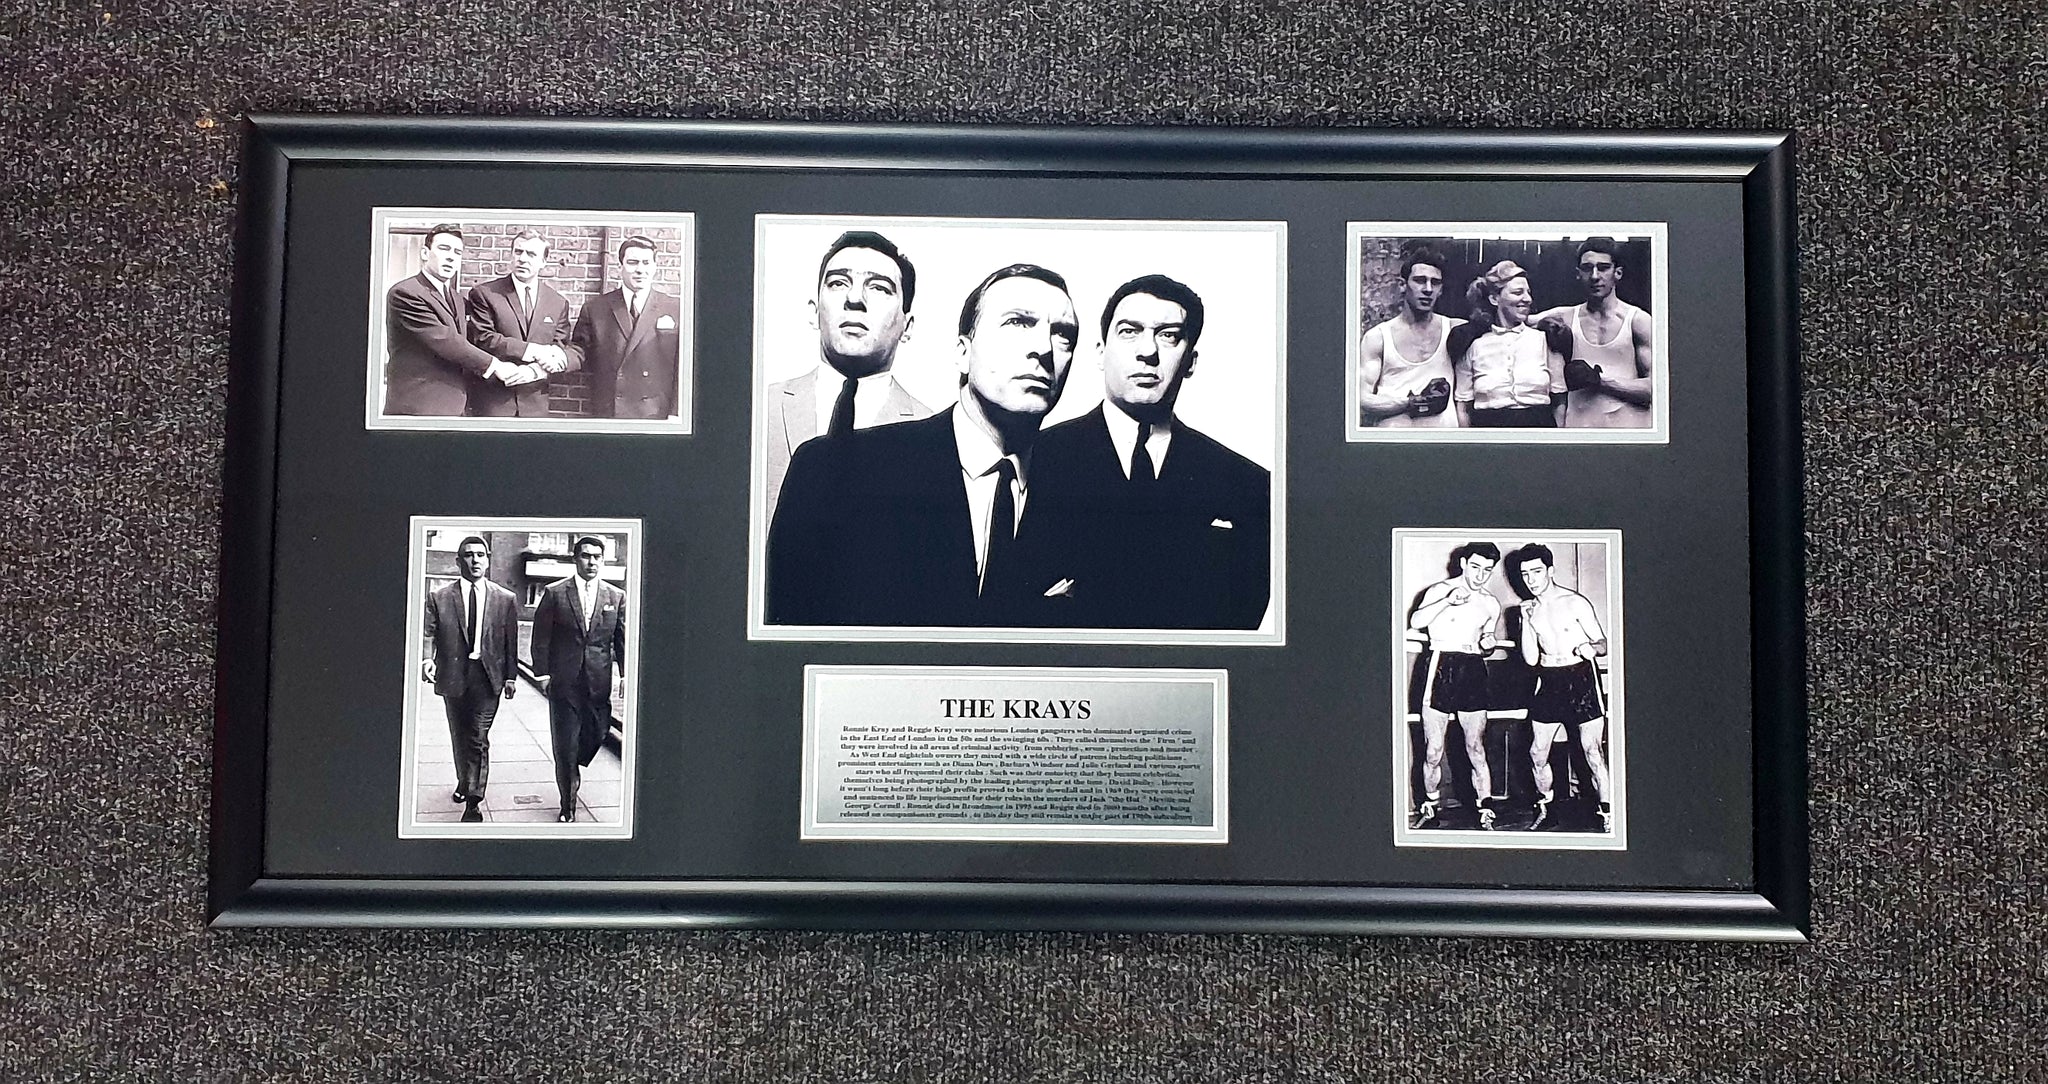 THE KRAYS
Ronnie Kray and Reggie Kray were notorious London gangsters who dominated organised crime
in the East End of London in the 50s and the swinging 60s . They called themselves the " Firm " and
they were involved in all areas of criminal activity from robberies , arson , protection and murder .
As West End nightclub owners they mixed with a wide circle of patrons including politicians ,
prominent entertainers such as Diana Dors , Barbara Windsor and Judy Garland and various sports
stars who all frequented their clubs . Such was their notoriety that they became celebrities
themselves being photographed by the leading photographer at the time , David Bailey . However
it wasn't long before their high profile proved to be their downfall and in 1969 they were convicted
and sentenced to life imprisonment for their roles in the murders of Jack "the Hat " Mcvitie and
George Cornell . Ronnie died in Broadmoor in 1995 and Reggie died in 2000 months after being
released on compassionate grounds , to this day they still remain a major part of 1960s subculture